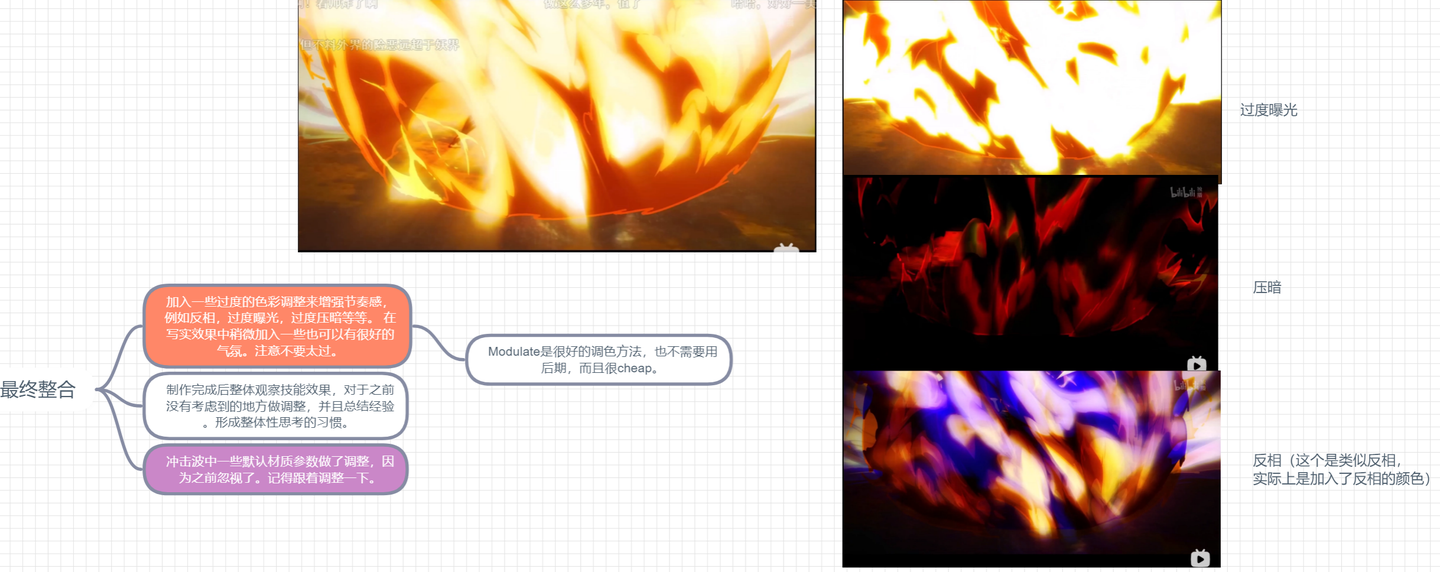 但不料外界的
过度曝光
bilibili
压暗
加入一些过度的色彩调整来增强节奏感，
例如反相，过度曝光，过度压暗等等。 在
写实效果中稍微加入一些也可以有很好的
气氛。注意不要太过。
Modulate是很好的调色方法，也不需要用
后期，而且很cheap。
最终整合
制作完成后整体观察技能效果，对于之前
没有考虑到的地方做调整，并且总结经验
。形成整体性思考的习惯。
冲击波中一些默认材质参数做了调整，因
为之前忽视了。记得跟着调整一下。
bilibili
反相（这个是类似反相，
实际上是加入了反相的颜色）